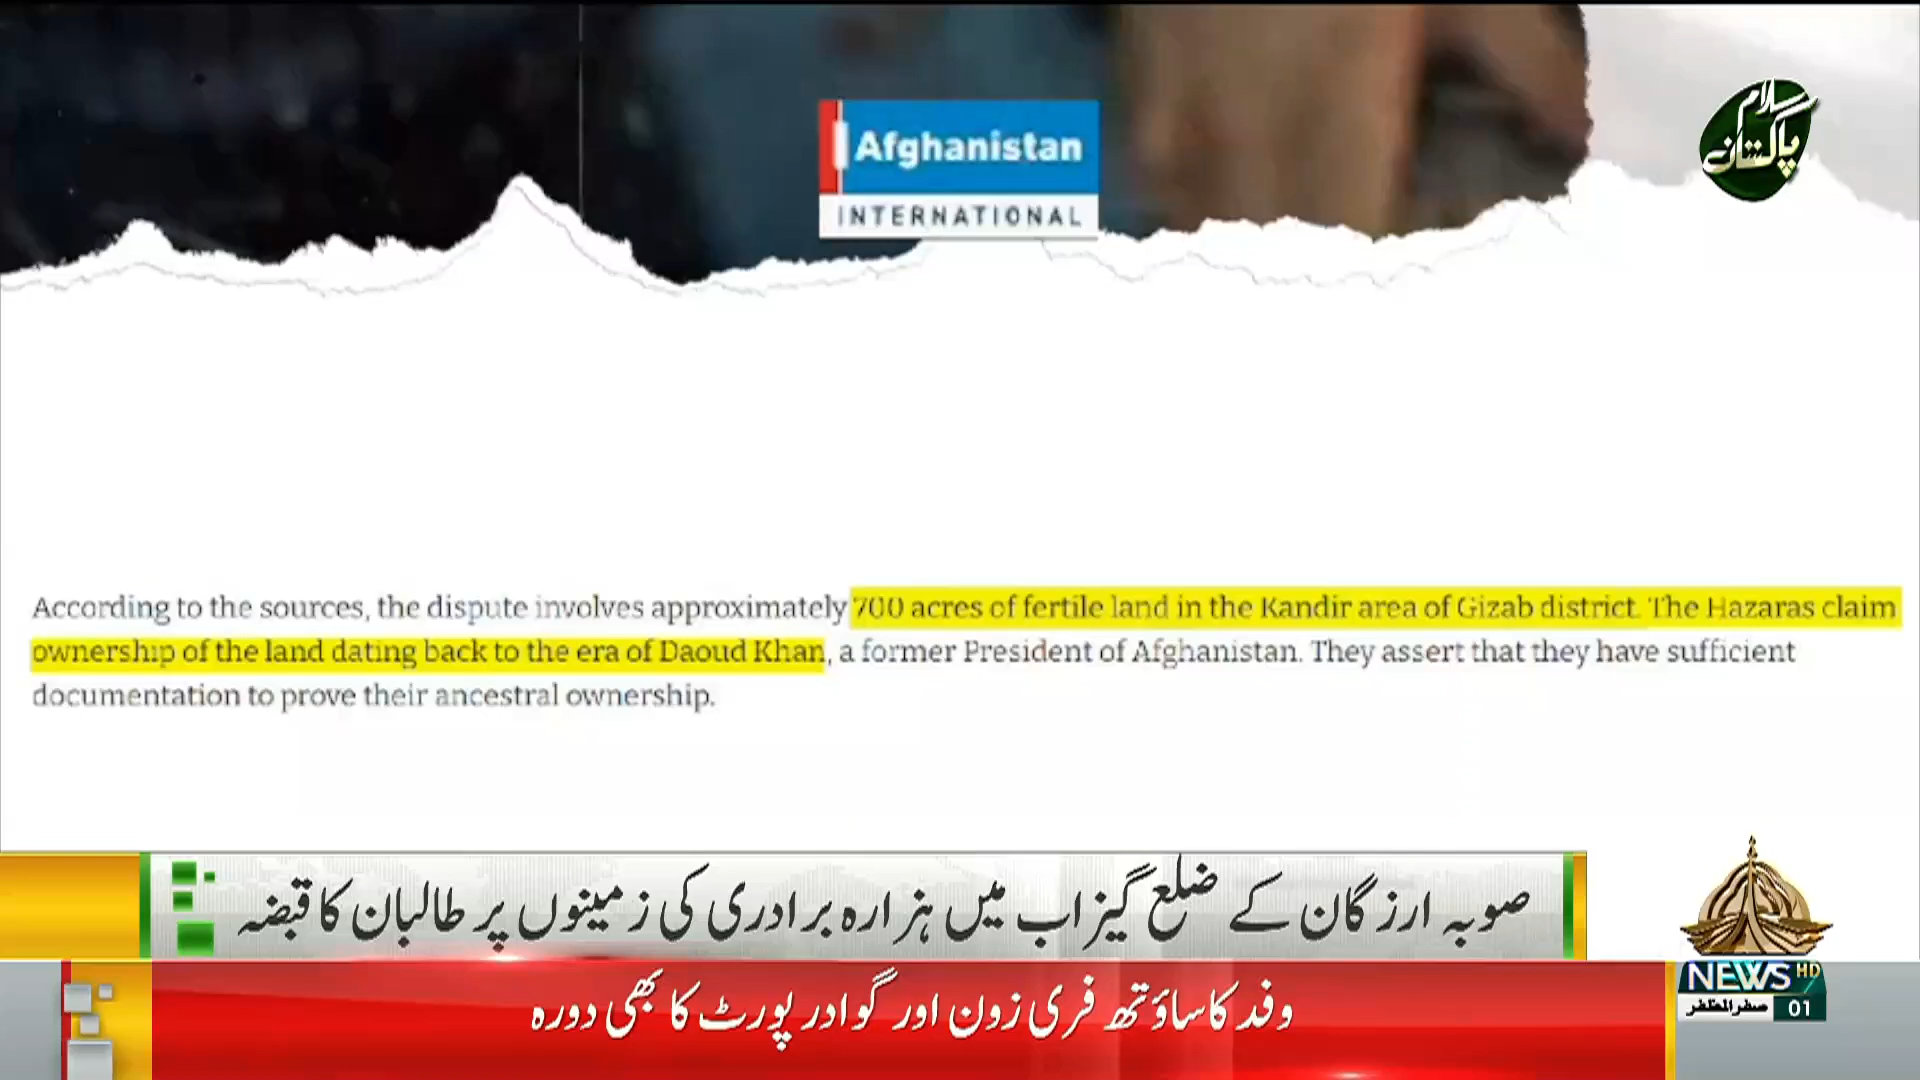 سلام
پاکستان
Afghanistan
INTERNATIONAL
According to the sources, the dispute involves approximately 700 acres of fertile land in the Kandir area of Gizab district. The Hazaras claim
ownership of the land dating back to the era of Daoud Khan, a former President of Afghanistan. They assert that they have sufficient
documentation to prove their ancestral ownership.
صوبہ ارزگان کے ضلع گیزاب میں ہزارہ برادری کی زمینوں پر طالبان کا قبضہ
وفد کا ساؤتھ فری زون اور گوادر پورٹ کا بھی دورہ
NEWS HD
صفر المظفر 01